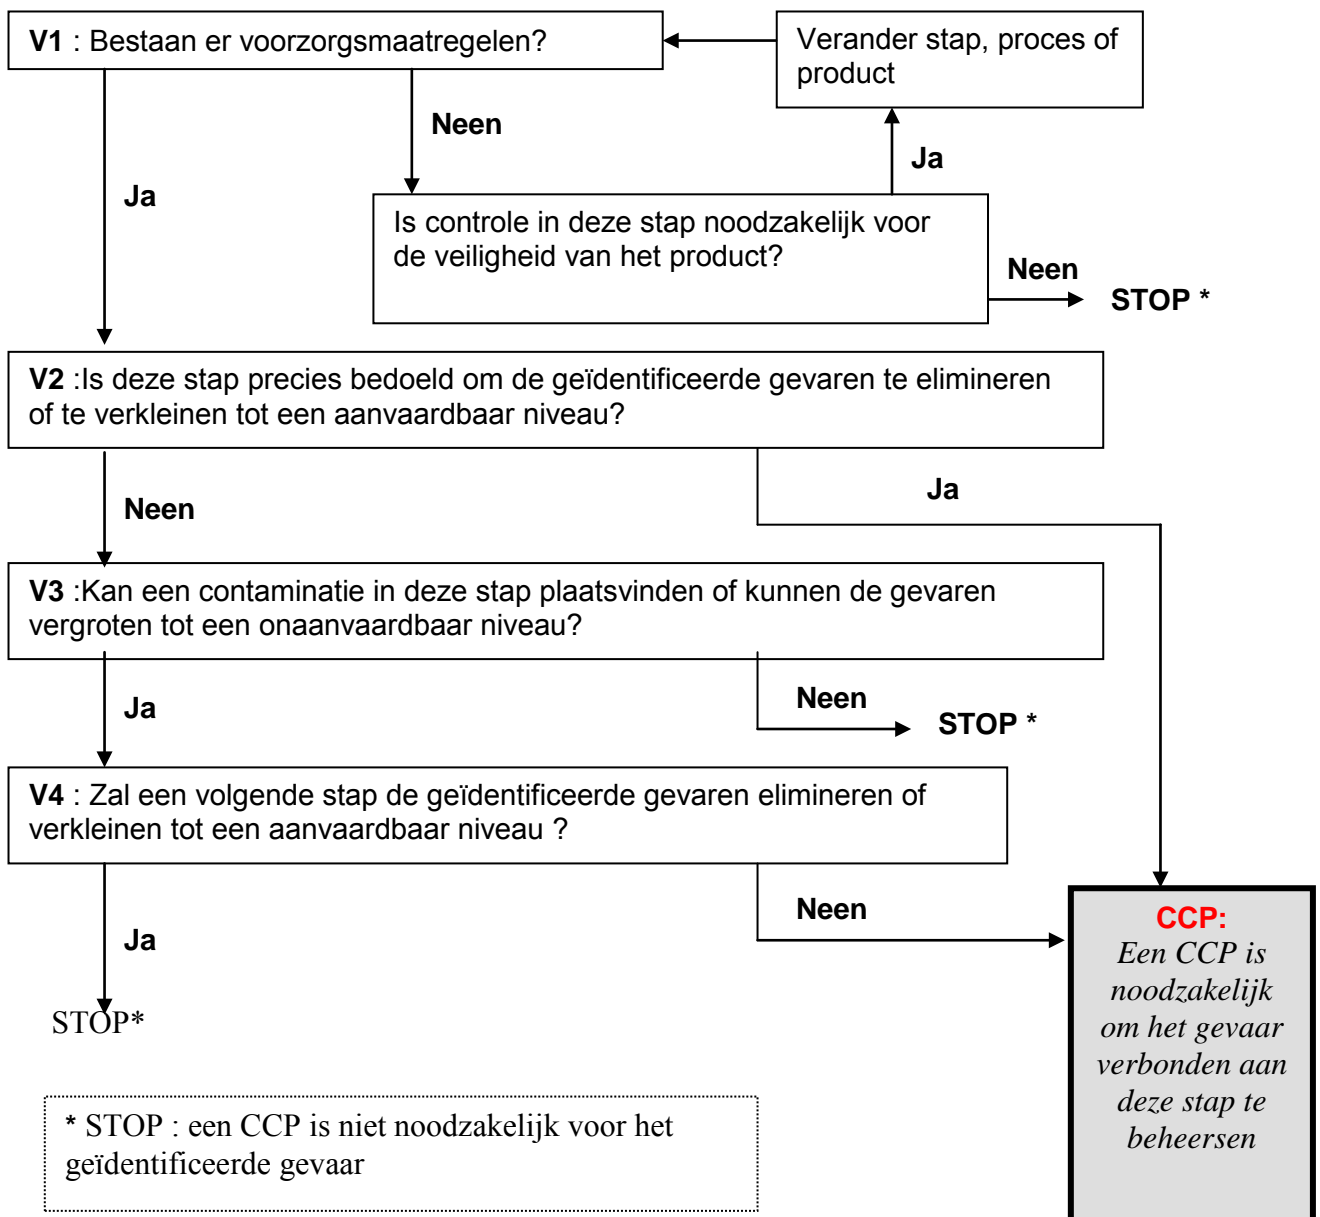 V1 : Bestaan er voorzorgsmaatregelen?
Verander stap, proces of
product
Neen
Ja
Ja
Is controle in deze stap noodzakelijk voor
de veiligheid van het product?
Neen
STOP *
V2 :Is deze stap precies bedoeld om de geïdentificeerde gevaren te elimineren
of te verkleinen tot een aanvaardbaar niveau?
Ja
Neen
V3 :Kan een contaminatie in deze stap plaatsvinden of kunnen de gevaren
vergroten tot een onaanvaardbaar niveau?
Neen
Ja
STOP *
V4 : Zal een volgende stap de geïdentificeerde gevaren elimineren of
verkleinen tot een aanvaardbaar niveau ?
Neen
Ja
STOP*
CCP:
Een CCP is
noodzakelijk
om het gevaar
verbonden aan
deze stap te
beheersen
* STOP : een CCP is niet noodzakelijk voor het
geïdentificeerde gevaar